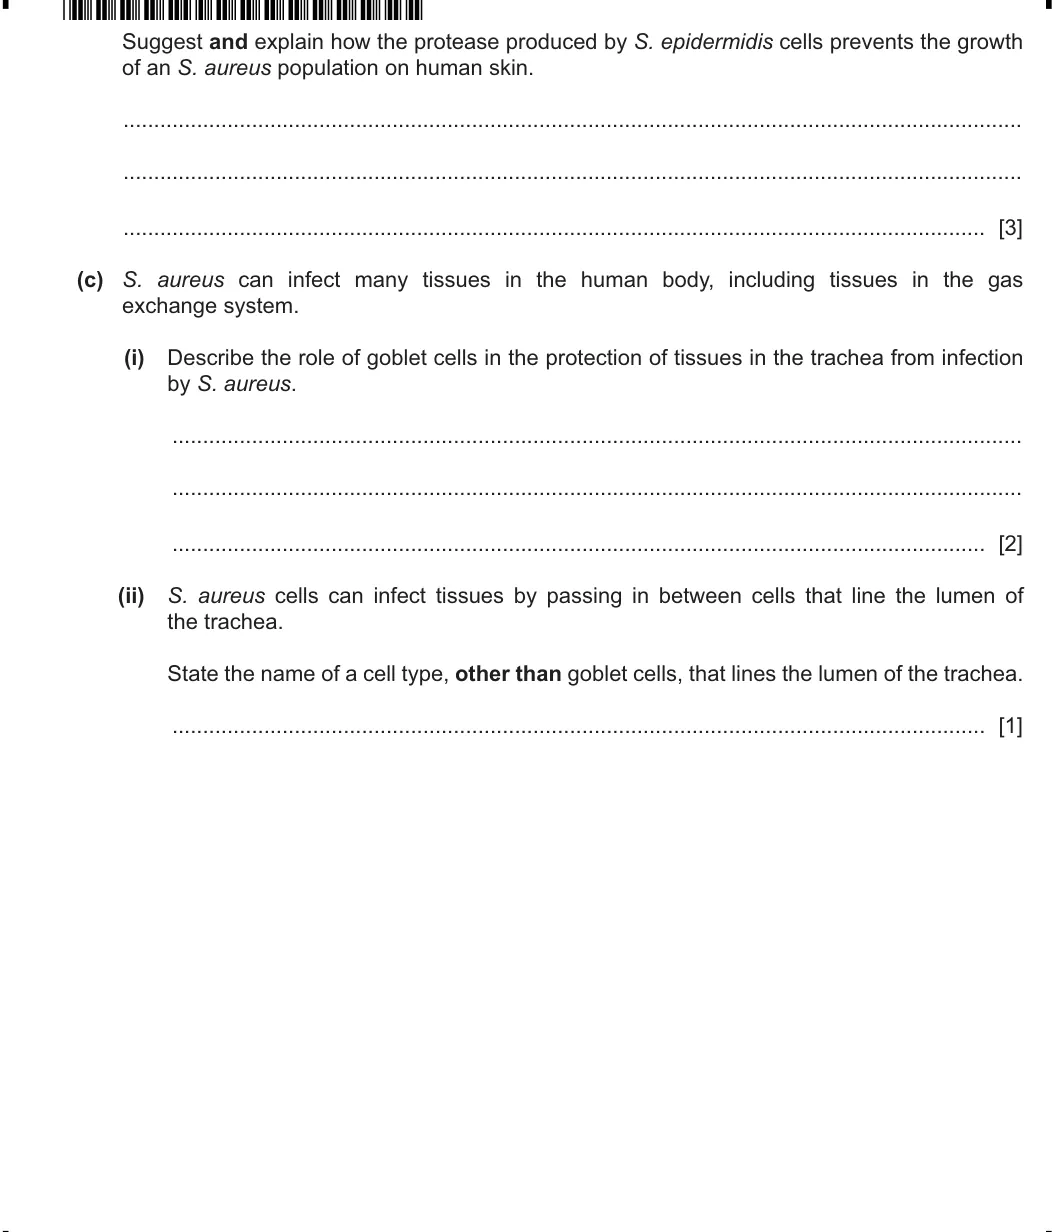 Suggest and explain how the protease produced by S. epidermidis cells prevents the growth
of an S. aureus population on human skin.
..........................................................................................................................................................
..........................................................................................................................................................
.................................................................................................................................................... [3]
(c) S. aureus can infect many tissues in the human body, including tissues in the gas
exchange system.
(i) Describe the role of goblet cells in the protection of tissues in the trachea from infection
by S. aureus.
..................................................................................................................................................
..................................................................................................................................................
............................................................................................................................................ [2]
(ii) S. aureus cells can infect tissues by passing in between cells that line the lumen of
the trachea.
State the name of a cell type, other than goblet cells, that lines the lumen of the trachea.
............................................................................................................................................ [1]